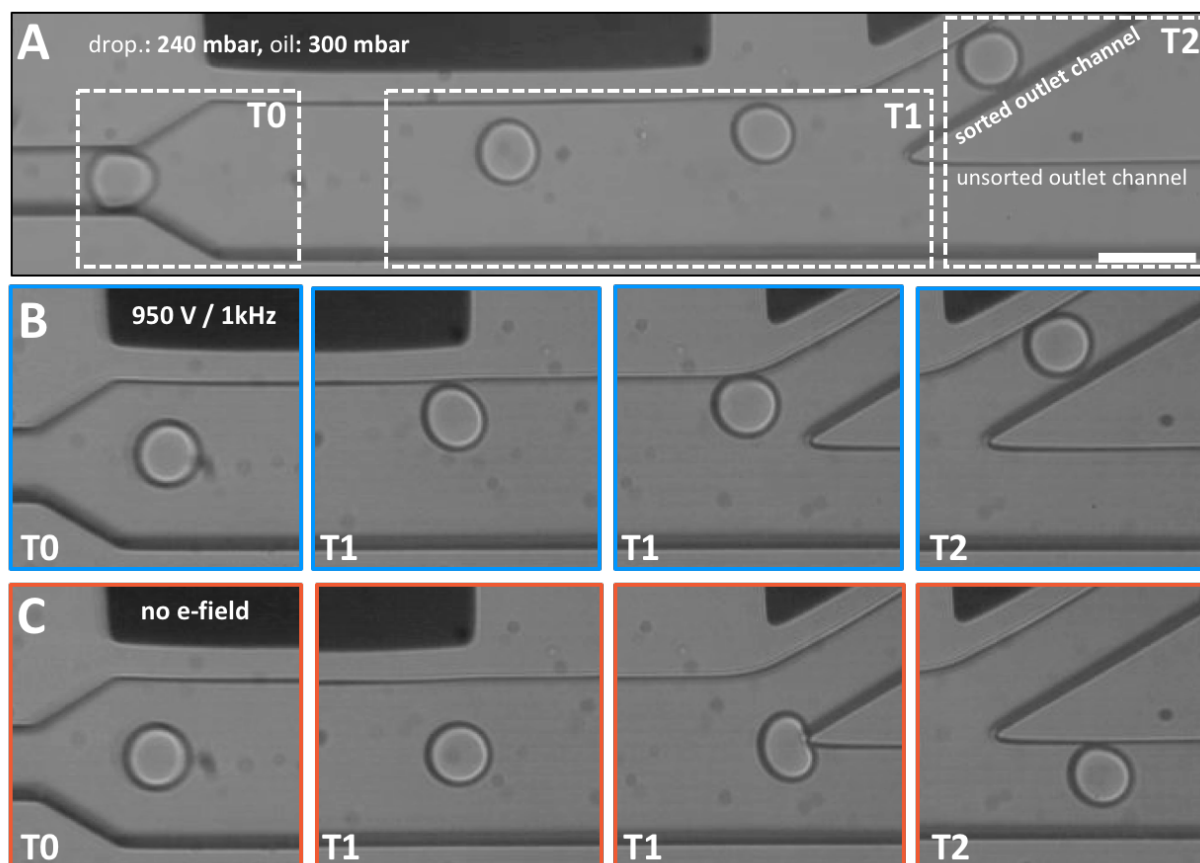 A
drop.: 240 mbar, oil: 300 mbar
T0
T1
T2
sorted outlet channel
unsorted outlet channel
B
950 V / 1kHz
T0
T1
T1
T2
C
no e-field
T0
T1
T1
T2